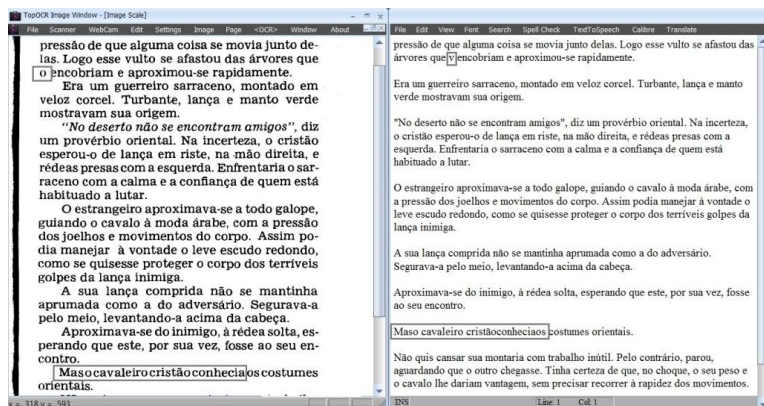 TopOCR Image Window - [Image Scale]
File Scanner WebCam Edit Settings Image Page <OCR> Window About
pressão de que alguma coisa se movia junto de-
las. Logo esse vulto se afastou das árvores que
o encobriam e aproximou-se rapidamente.
Era um guerreiro sarraceno, montado em
veloz corcel. Turbante, lança e manto verde
mostravam sua origem.
"No deserto não se encontram amigos", diz
um provérbio oriental. Na incerteza, o cristão
esperou-o de lança em riste, na mão direita, e
rédeas presas com a esquerda. Enfrentaria o sar-
raceno com a calma e a confiança de quem está
habituado a lutar.
O estrangeiro aproximava-se a todo galope,
guiando o cavalo à moda árabe, com a pressão
dos joelhos e movimentos do corpo. Assim po-
dia manejar à vontade o leve escudo redondo,
como se quisesse proteger o corpo dos terríveis
golpes da lança inimiga.
A sua lança comprida não se mantinha
aprumada como a do adversário. Segurava-a
pelo meio, levantando-a acima da cabeça.
Aproximava-se do inimigo, à rédea solta, es-
perando que este, por sua vez, fosse ao seu en-
contro.
Masocavaleirocristãoconheciaoscostumes
orientais.
x = 318 y = 593
File Edit View Font Search Spell Check TextToSpeech Calibre Translate
pressão de que alguma coisa se movia junto delas. Logo esse vulto se afastou das
árvores que v encobriam e aproximou-se rapidamente.
Era um guerreiro sarraceno, montado em veloz corcel. Turbante, lança e manto
verde mostravam sua origem.
"No deserto não se encontram amigos", diz um provérbio oriental. Na incerteza,
o cristão esperou-o de lança em riste, na mão direita, e rédeas presas com a
esquerda. Enfrentaria o sarraceno com a calma e a confiança de quem está
habituado a lutar.
O estrangeiro aproximava-se a todo galope, guiando o cavalo à moda árabe, com
a pressão dos joelhos e movimentos do corpo. Assim podia manejar à vontade o
leve escudo redondo, como se quisesse proteger o corpo dos terríveis golpes da
lança inimiga.
A sua lança comprida não se mantinha aprumada como a do adversário.
Segurava-a pelo meio, levantando-a acima da cabeça.
Aproximava-se do inimigo, à rédea solta, esperando que este, por sua vez, fosse
ao seu encontro.
Maso cavaleiro cristãoconheciaos costumes orientais.
Não quis cansar sua montaria com trabalho inútil. Pelo contrário, parou,
aguardando que o outro chegasse. Tinha certeza de que, no choque, o seu peso e
o cavalo lhe dariam vantagem, sem precisar recorrer à rapidez dos movimentos.
INS Line: 1 Col: 1